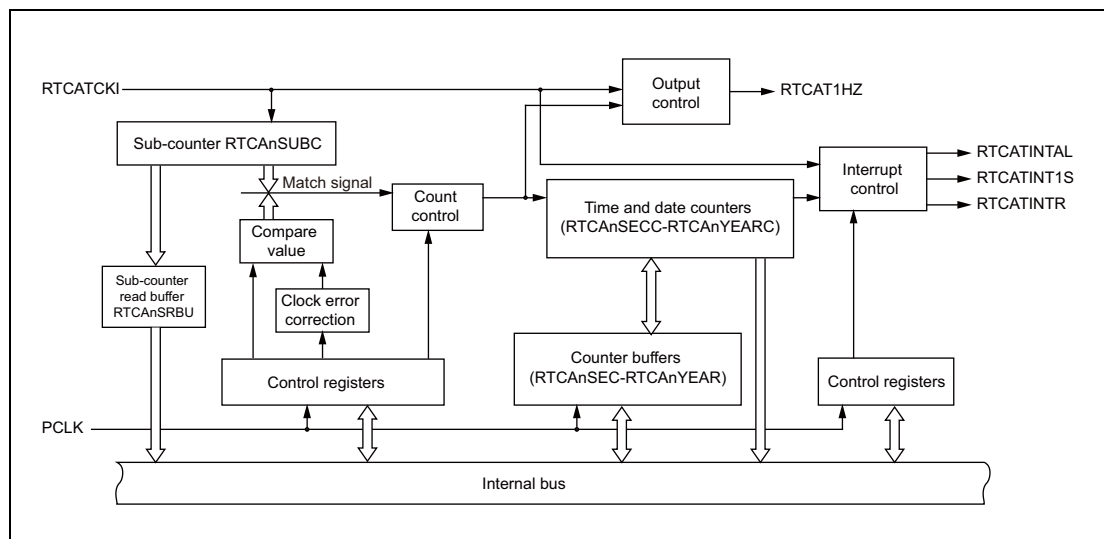 RTCATCKI
Output
control
RTCAT1HZ
Sub-counter RTCAnSUBC
Match signal
Count
control
Time and date counters
(RTCAnSECC-RTCAnYEARC)
Interrupt
control
RTCATINTAL
RTCATINT1S
RTCATINTR
Compare
value
Sub-counter
read buffer
RTCAnSRBU
Clock error
correction
Control registers
Counter buffers
(RTCAnSEC-RTCAnYEAR)
Control registers
PCLK
Internal bus